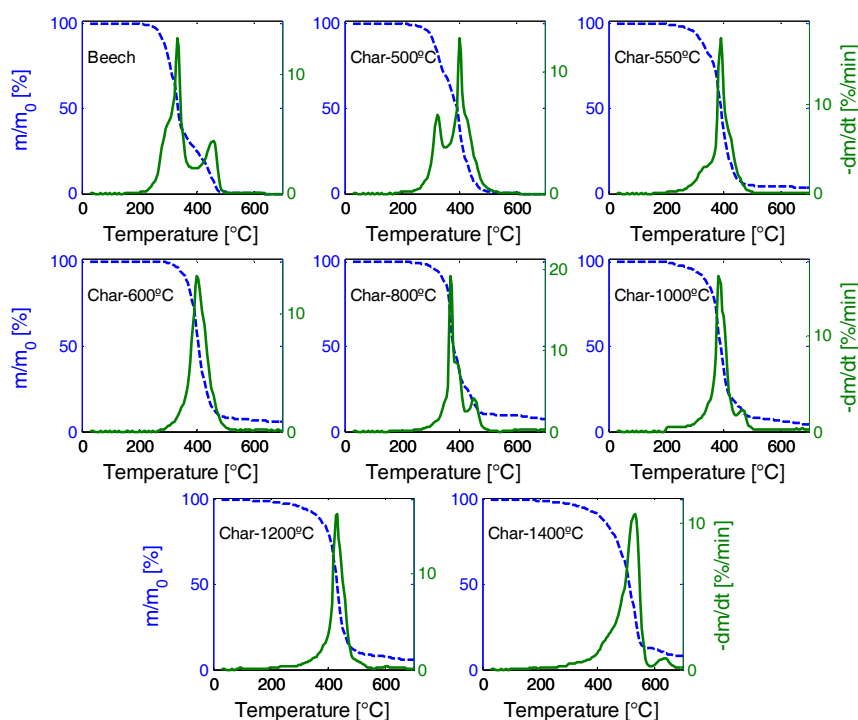 100
50
0
m/m0 [%]
Beech
10
0
0 200 400 600
Temperature [°C]
100
50
0
Char-500ºC
10
0
0 200 400 600
Temperature [°C]
100
50
0
Char-550ºC
10
0
-dm/dt [%/min]
0 200 400 600
Temperature [°C]
100
50
0
m/m0 [%]
Char-600ºC
10
0
0 200 400 600
Temperature [°C]
100
50
0
Char-800ºC
20
10
0
0 200 400 600
Temperature [°C]
100
50
0
Char-1000ºC
10
0
-dm/dt [%/min]
0 200 400 600
Temperature [°C]
100
50
0
m/m0 [%]
Char-1200ºC
10
0
0 200 400 600
Temperature [°C]
100
50
0
Char-1400ºC
10
0
-dm/dt [%/min]
0 200 400 600
Temperature [°C]